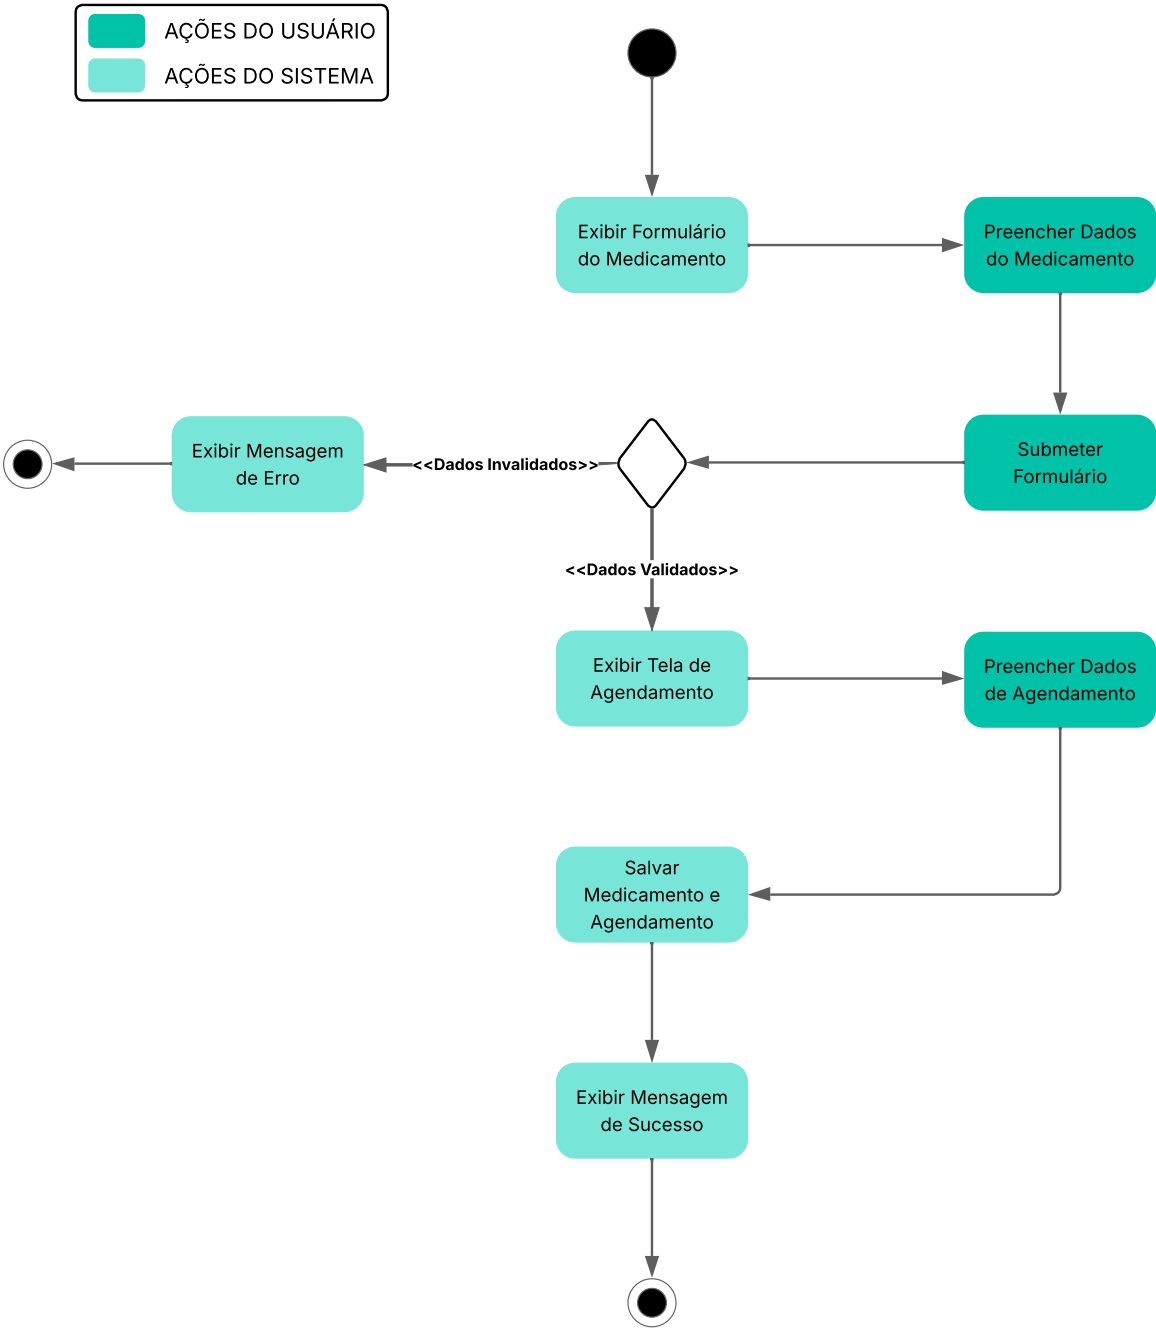 AÇÕES DO USUÁRIO
AÇÕES DO SISTEMA
Exibir Formulário
do Medicamento
Preencher Dados
do Medicamento
Submeter
Formulário
<<Dados Invalidados>>
Exibir Mensagem
de Erro
<<Dados Validados>>
Exibir Tela de
Agendamento
Preencher Dados
de Agendamento
Salvar
Medicamento e
Agendamento
Exibir Mensagem
de Sucesso